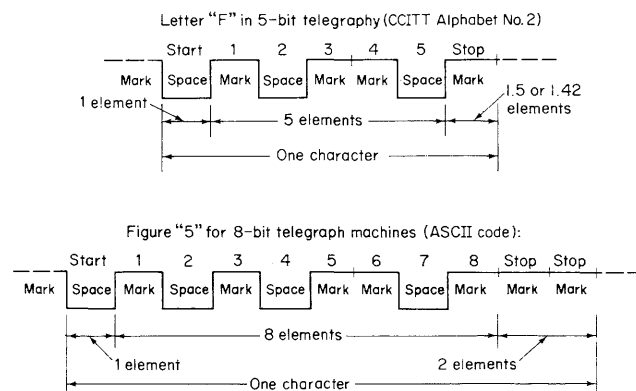 Letter "F" in 5-bit telegraphy (CCITT Alphabet No. 2)
Start 1 2 3 4 5 Stop
Mark Space Mark Space Mark Mark Space Mark
1 element
1.5 or 1.42
elements
5 elements
One character
Figure "5" for 8-bit telegraph machines (ASCII code):
Start 1 2 3 4 5 6 7 8 Stop Stop
Mark Space Mark Space Mark Space Mark Mark Space Mark Mark Mark
8 elements
1 element
2 elements
One character